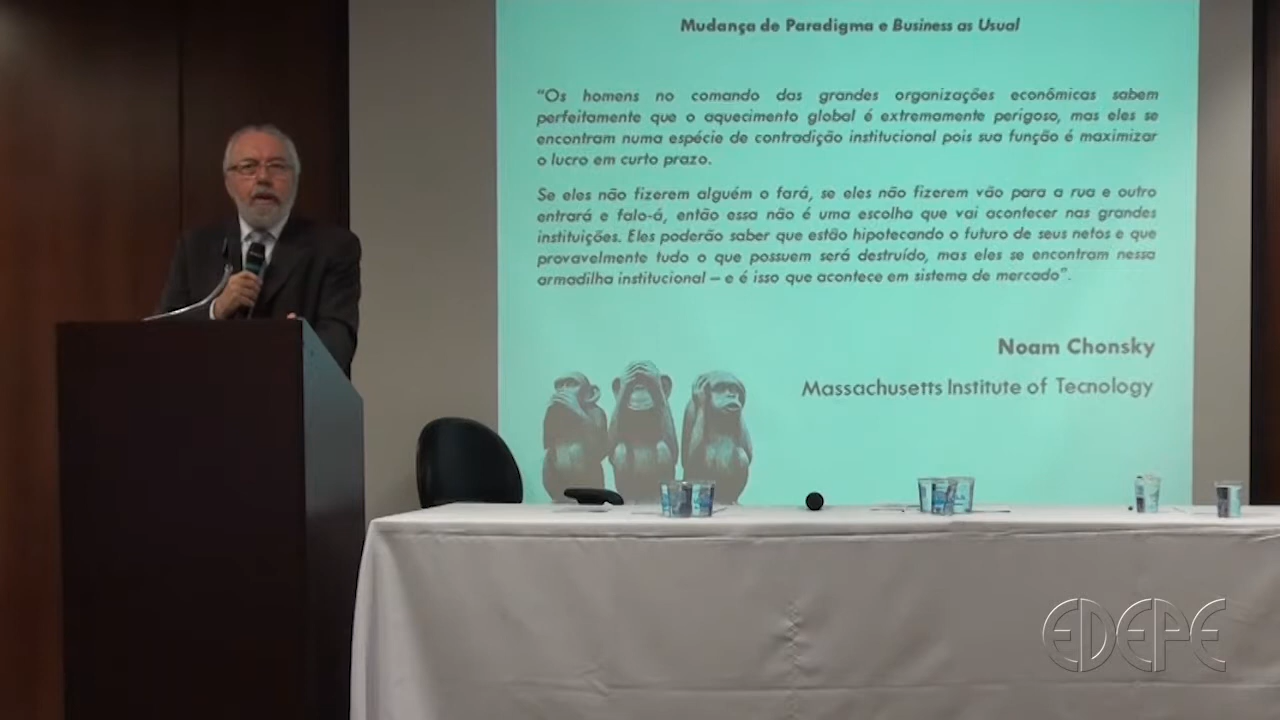 Mudança de Paradigma e Business as Usual
"Os homens no comando das grandes organizações econômicas sabem
perfeitamente que o aquecimento global é extremamente perigoso, mas eles se
encontram numa espécie de contradição institucional pois sua função é maximizar
o lucro em curto prazo.
Se eles não fizerem alguém o fará, se eles não fizerem vão para a rua e outro
entrará e falo-á, então essa não é uma escolha que vai acontecer nas grandes
instituições. Eles poderão saber que estão hipotecando o futuro de seus netos e que
provavelmente tudo o que possuem será destruído, mas eles se encontram nessa
armadilha institucional – e é isso que acontece em sistema de mercado".
Noam Chonsky
Massachusetts Institute of Tecnology
EDEPE